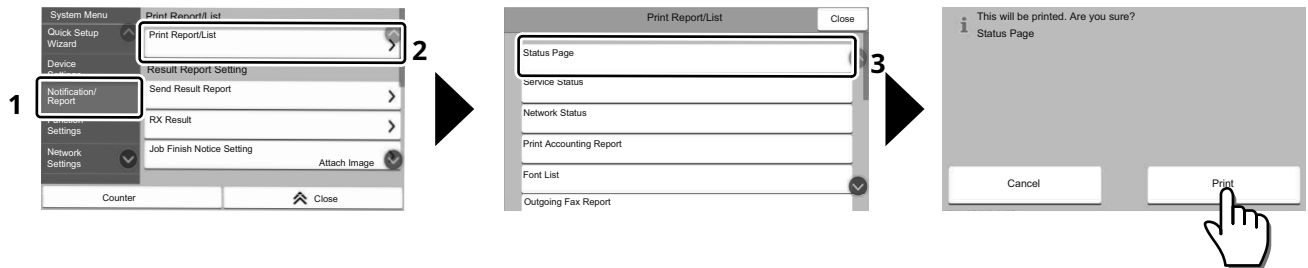 System Menu
Quick Setup
Wizard
Device
Settings
Notification/
Report
Function
Settings
Network
Settings
Print Report/List
Print Report/List
Result Report Setting
Send Result Report
RX Result
Job Finish Notice Setting
Attach Image
Counter
Close
1
2
Print Report/List
Close
Status Page
Service Status
Network Status
Print Accounting Report
Font List
Outgoing Fax Report
3
This will be printed. Are you sure?
Status Page
Cancel
Print